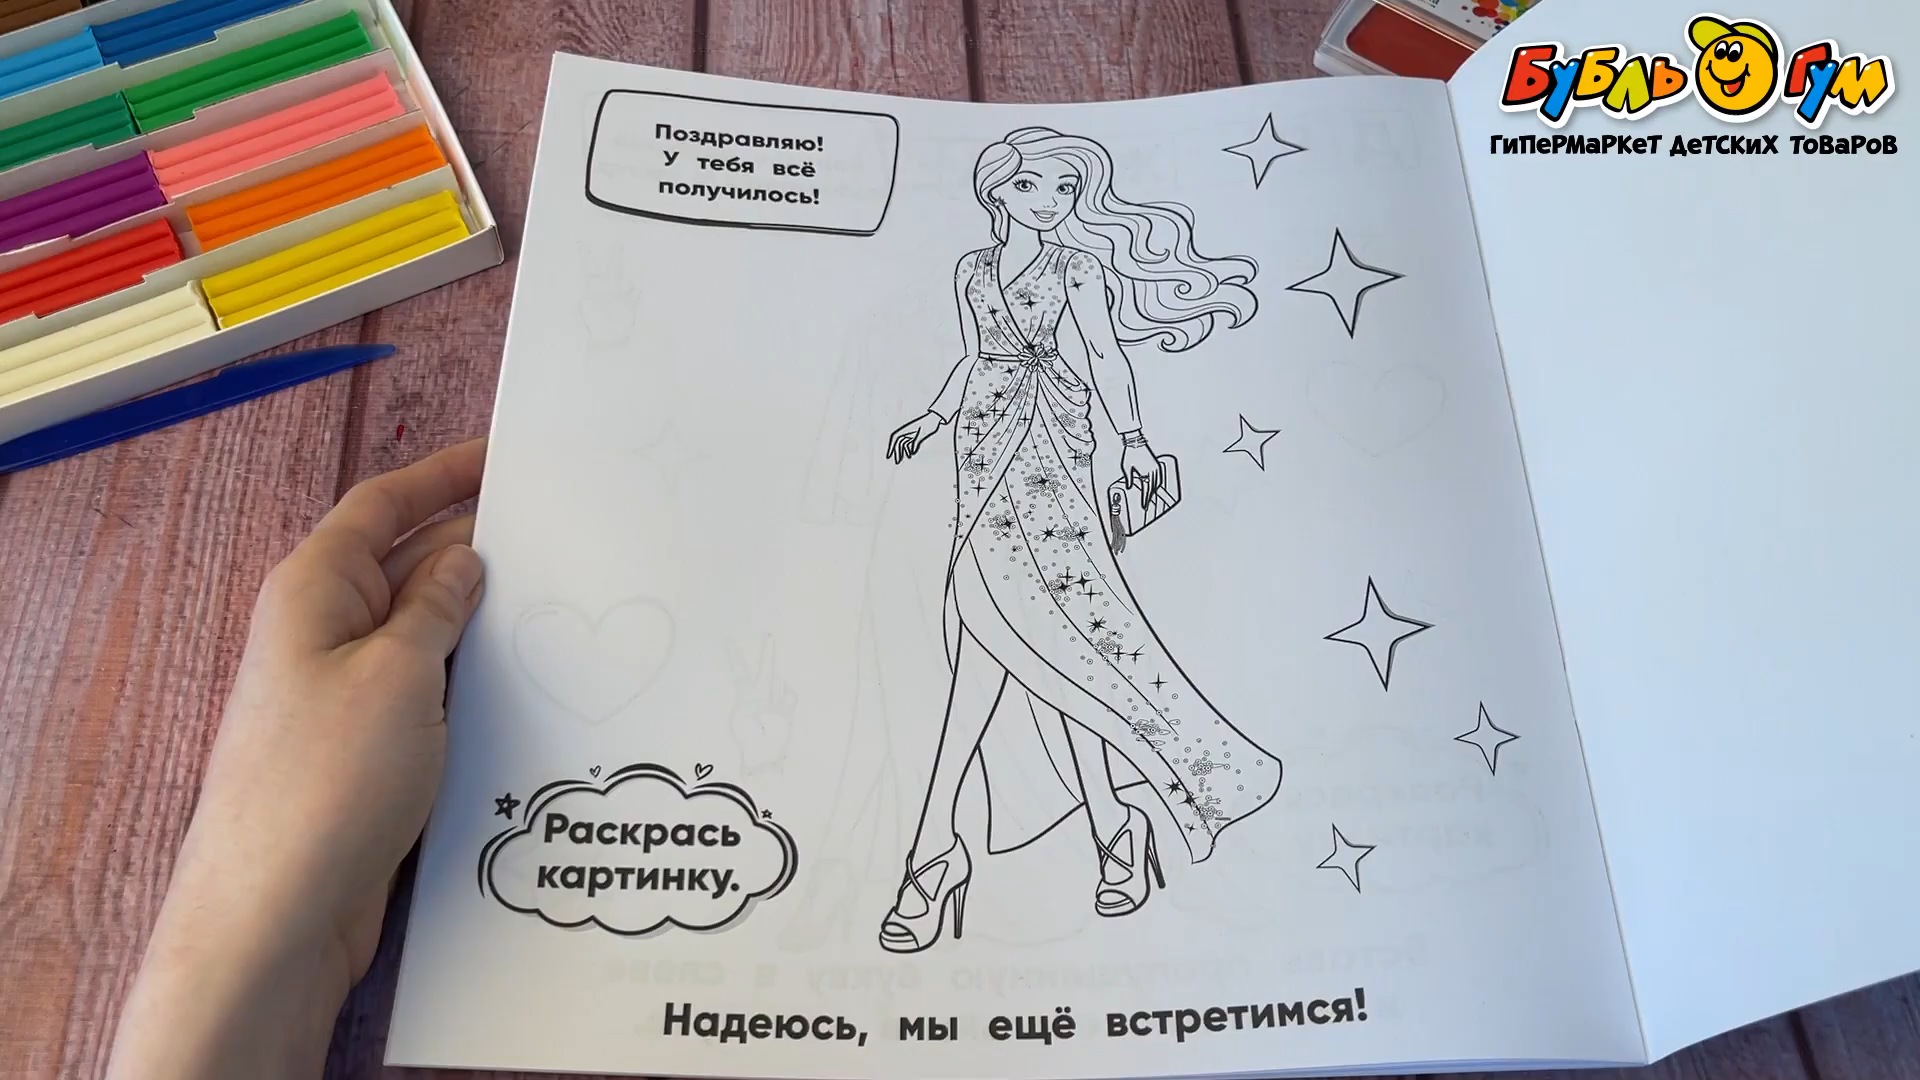 Поздравляю!
У тебя всё
получилось!
Раскрась
картинку.
Надеюсь, мы ещё встретимся!
БУБЛЬ ГУМ
ГИПЕРМАРКЕТ ДЕТСКИХ ТОВАРОВ